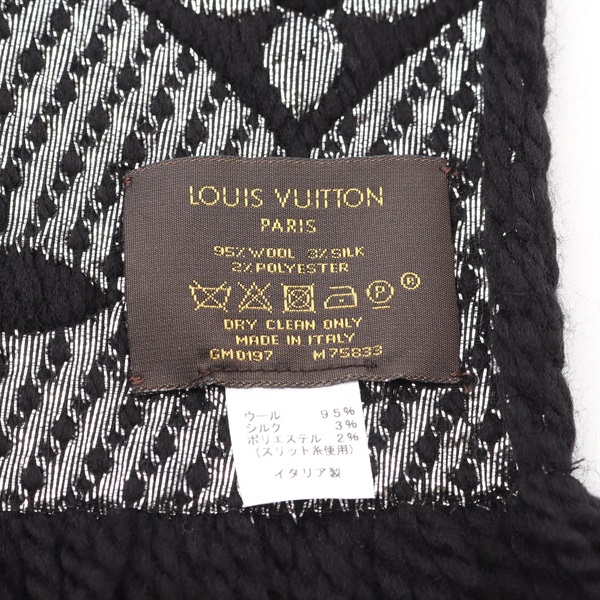 LOUIS VUITTON
PARIS
95% WOOL 3% SILK
2% POLYESTER
P ®
DRY CLEAN ONLY
MADE IN ITALY
GM0197 M75833
ウール 95%
シルク 3%
ポリエステル 2%
(スリット糸使用)
イタリア製